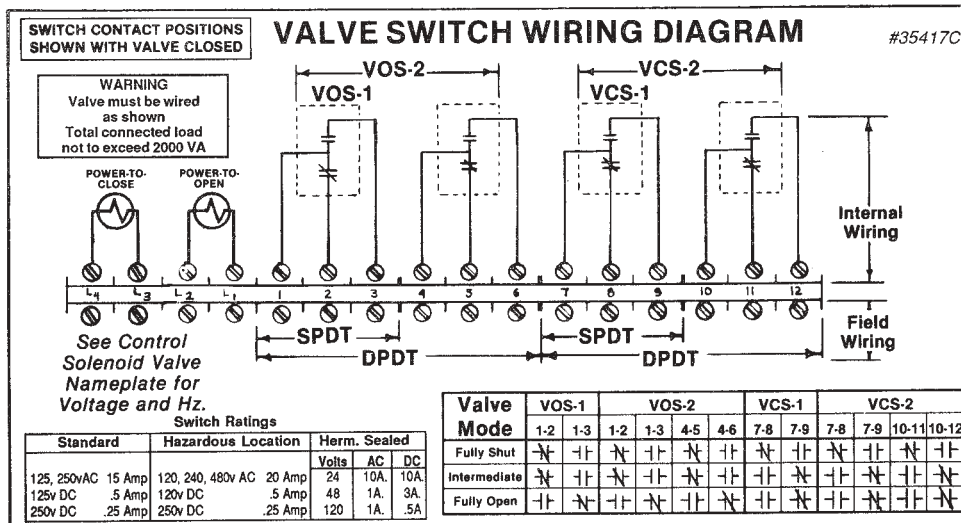 SWITCH CONTACT POSITIONS
SHOWN WITH VALVE CLOSED
VALVE SWITCH WIRING DIAGRAM
#35417C
WARNING
Valve must be wired
as shown
Total connected load
not to exceed 2000 VA
VOS-2
VOS-1
VCS-2
VCS-1
POWER-TO-
CLOSE
POWER-TO-
OPEN
Internal
Wiring
L4 L3 L2 L1 1 2 3 4 5 6 7 8 9 10 11 12
SPDT
DPDT
SPDT
DPDT
Field
Wiring
See Control
Solenoid Valve
Nameplate for
Voltage and Hz.
Switch Ratings
Standard Hazardous Location Herm. Sealed
Volts AC DC
125, 250vAC 15 Amp 120, 240, 480v AC 20 Amp 24 10A. 10A.
125v DC .5 Amp 120v DC .5 Amp 48 1A. 3A.
250v DC .25 Amp 250v DC .25 Amp 120 1A. .5A
Valve Mode VOS-1 VOS-2 VCS-1 VCS-2
1-2 1-3 1-2 1-3 4-5 4-6 7-8 7-9 7-8 7-9 10-11 10-12
Fully Shut
Intermediate
Fully Open